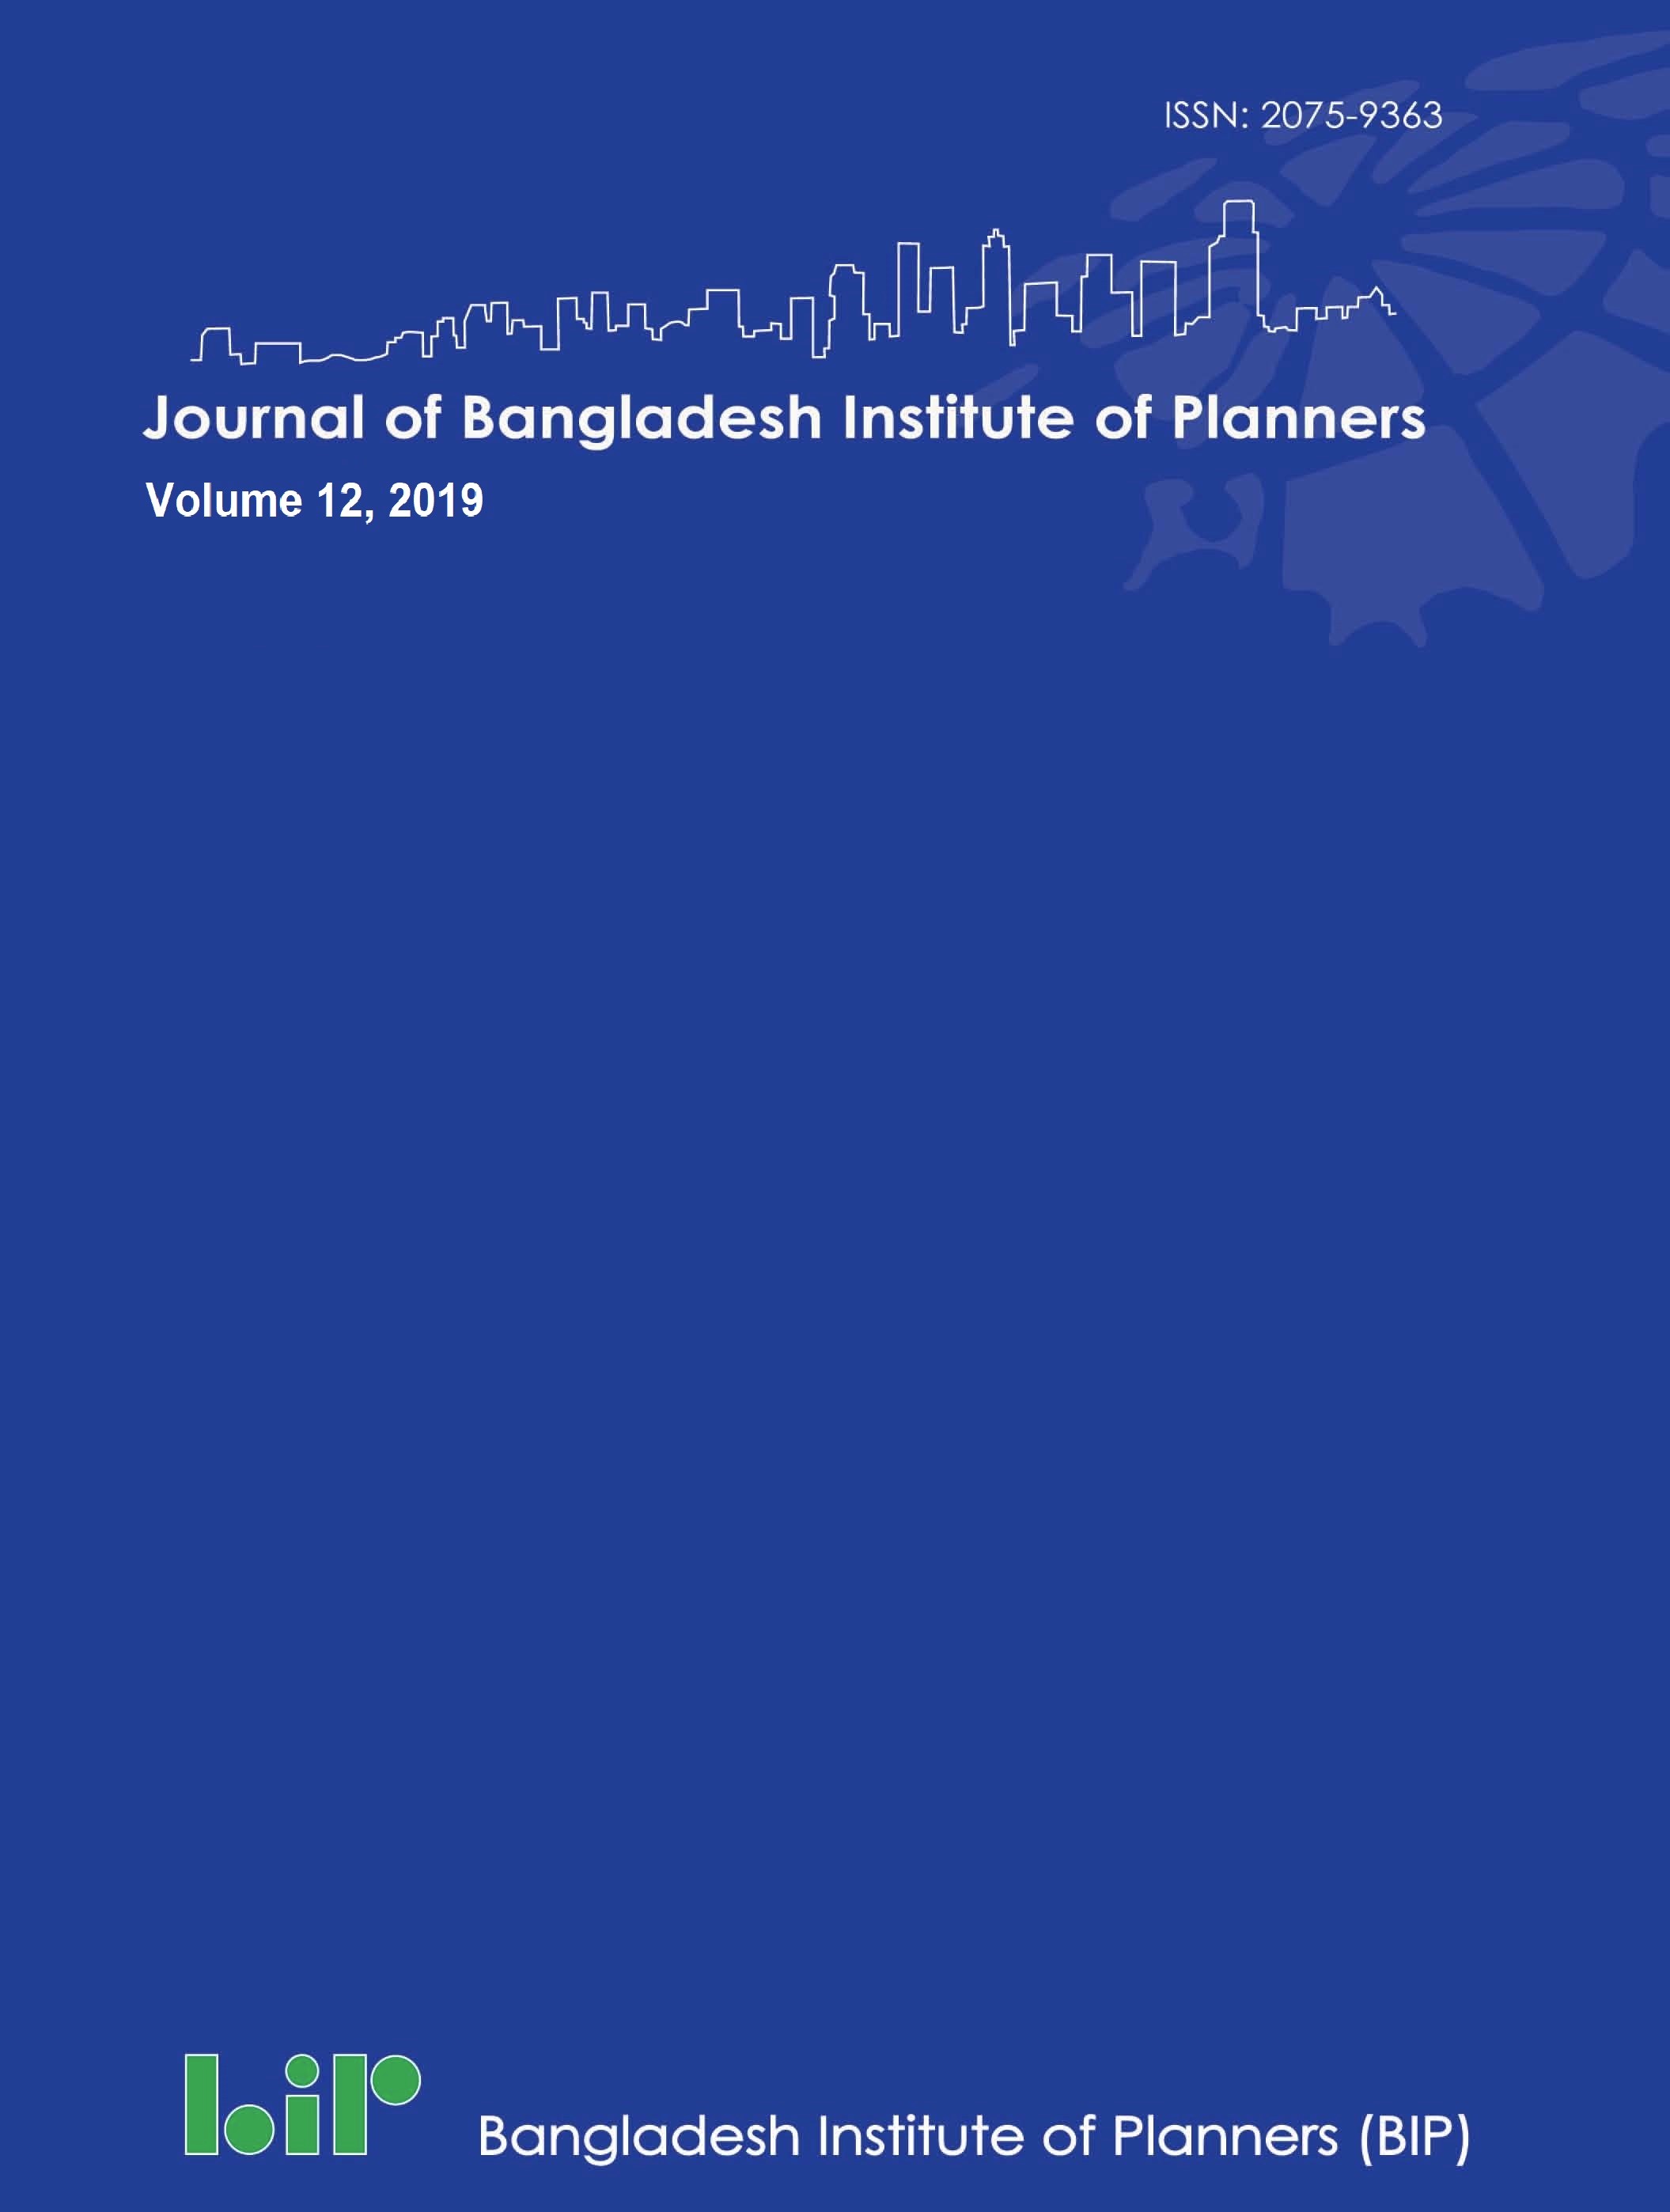 ISSN: 2075-9363
Journal of Bangladesh Institute of Planners
Volume 12, 2019
bip
Bangladesh Institute of Planners (BIP)